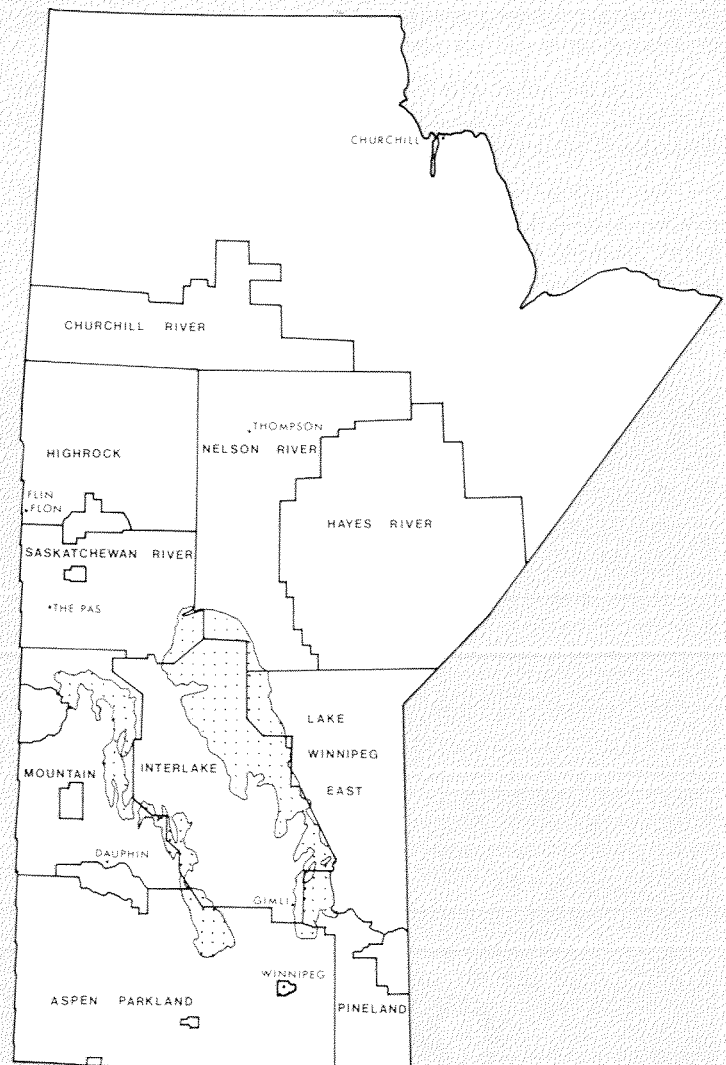 CHURCHILL
CHURCHILL RIVER
THOMPSON
NELSON RIVER
HIGHROCK
FLIN
FLON
HAYES RIVER
SASKATCHEWAN RIVER
THE PAS
LAKE
WINNIPEG
EAST
INTERLAKE
MOUNTAIN
DAUPHIN
GIMLI
WINNIPEG
ASPEN PARKLAND
PINELAND